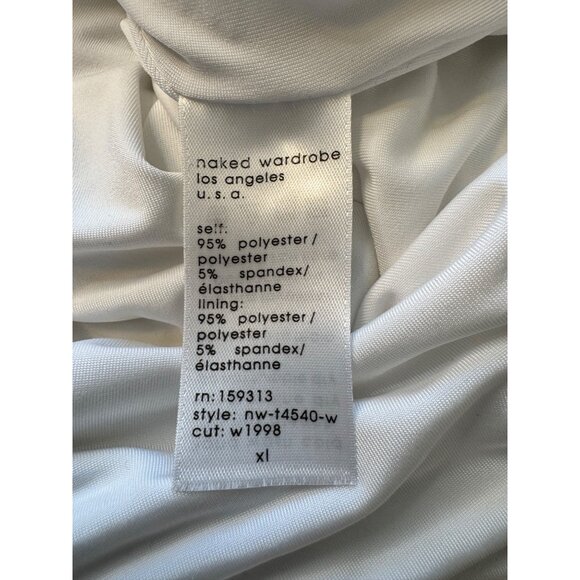 naked wardrobe
los angeles
u.s.a.
self:
95% polyester/
polyester
5% spandex/
élasthanne
lining:
95% polyester/
polyester
5% spandex/
élasthanne
rn: 159313
style: nw-t4540-w
cut: w1998
xl